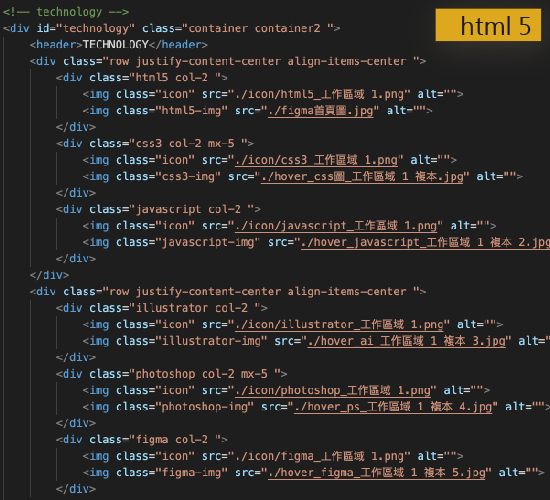 <!-- technology -->
html 5
<div id="technology" class="container container2 ">
<header>TECHNOLOGY</header>
<div class="row justify-content-center align-items-center ">
<div class="html5 col-2 ">
<img class="icon" src="./icon/html5_工作區域 1.png" alt="">
<img class="html5-img" src="./figma首頁圖.jpg" alt="">
</div>
<div class="css3 col-2 mx-5 ">
<img class="icon" src="./icon/css3_工作區域 1.png" alt="">
<img class="css3-img" src="./hover_css圖_工作區域 1 複本.jpg" alt="">
</div>
<div class="javascript col-2 ">
<img class="icon" src="./icon/javascript_工作區域 1.png" alt="">
<img class="javascript-img" src="./hover_javascript_工作區域 1 複本 2.jpg
</div>
</div>
<div class="row justify-content-center align-items-center ">
<div class="illustrator col-2 ">
<img class="icon" src="./icon/illustrator_工作區域 1.png" alt="">
<img class="illustrator-img" src="./hover_ai_工作區域 1 複本 3.jpg" alt=""
</div>
<div class="photoshop col-2 mx-5 ">
<img class="icon" src="./icon/photoshop_工作區域 1.png" alt="">
<img class="photoshop-img" src="./hover_ps_工作區域 1 複本 4.jpg" alt="">
</div>
<div class="figma col-2 ">
<img class="icon" src="./icon/figma_工作區域 1.png" alt="">
<img class="figma-img" src="./hover_figma_工作區域 1 複本 5.jpg" alt="">
</div>